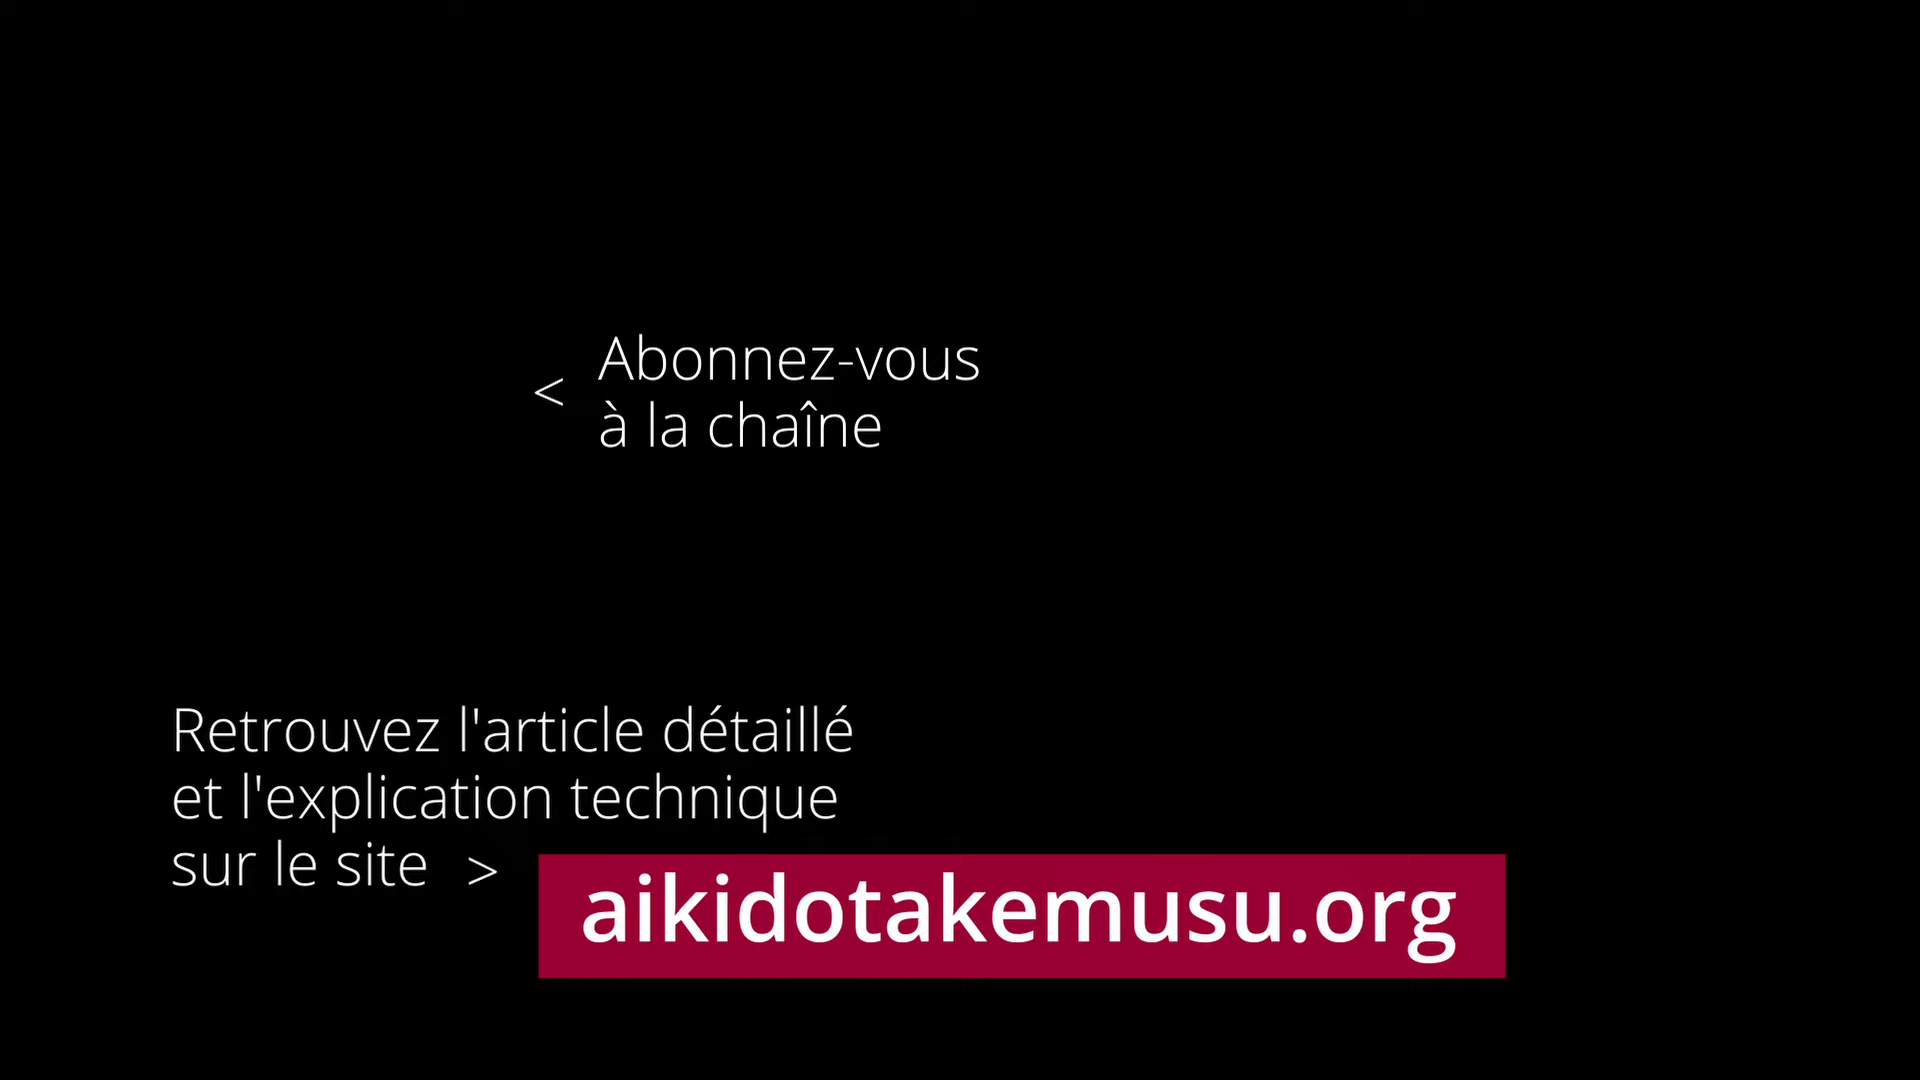 < Abonnez-vous
à la chaîne
Retrouvez l'article détaillé
et l'explication technique
sur le site >
aikidotakemusu.org